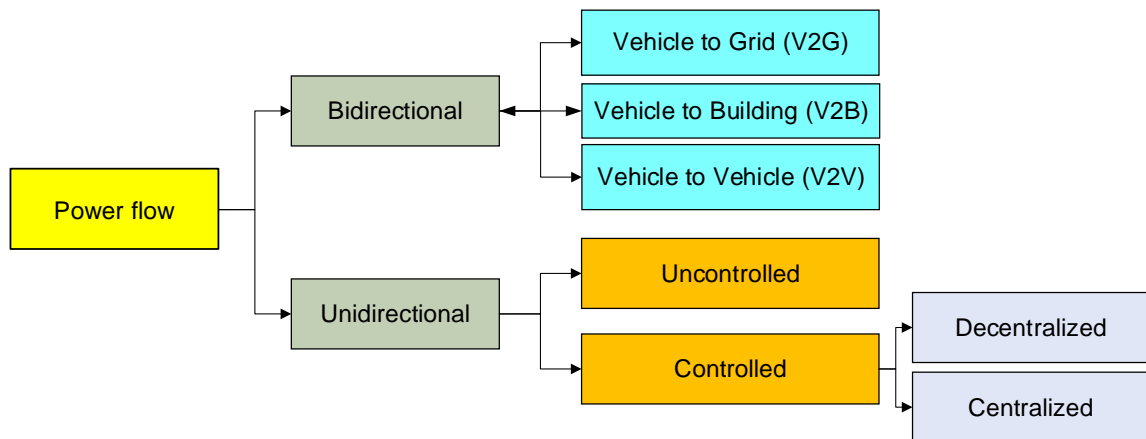 Power flow
Bidirectional
Vehicle to Grid (V2G)
Vehicle to Building (V2B)
Vehicle to Vehicle (V2V)
Unidirectional
Uncontrolled
Controlled
Decentralized
Centralized